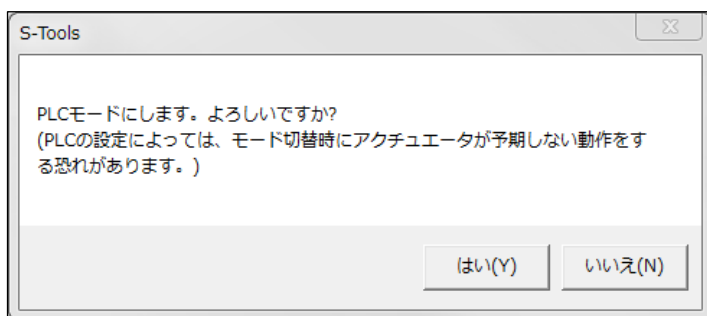 S-Tools
PLCモードにします。よろしいですか?
(PLCの設定によっては、モード切替時にアクチュエータが予期しない動作をす
る恐れがあります。)
はい(Y) いいえ(N)